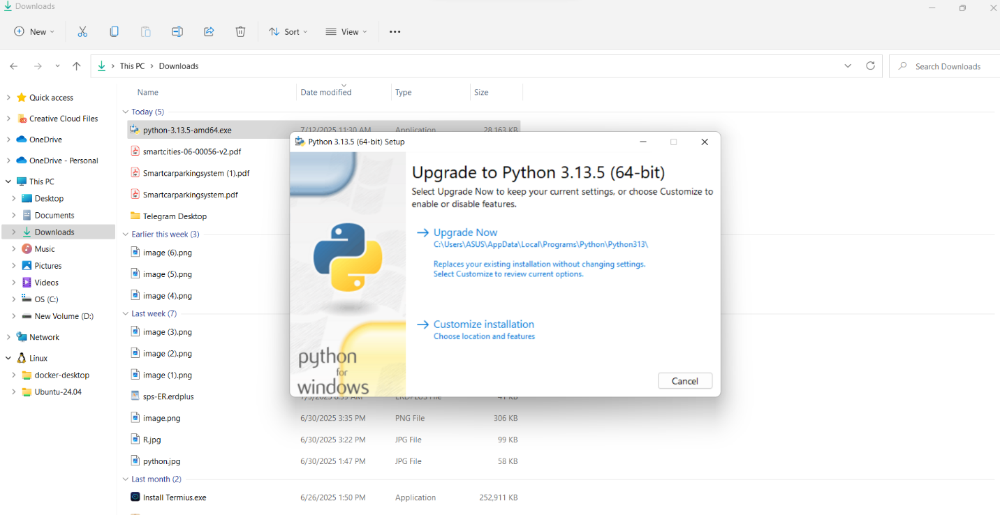 Downloads
New
Sort
View
This PC > Downloads
Search Downloads
Quick access
Creative Cloud Files
OneDrive
OneDrive - Personal
This PC
Desktop
Documents
Downloads
Music
Pictures
Videos
OS (C:)
New Volume (D:)
Network
Linux
docker-desktop
Ubuntu-24.04
Name Date modified Type Size
Today (5)
python-3.13.5-amd64.exe 7/12/2025 11:30 AM Application 28,163 KB
smartcities-06-00056-v2.pdf
Smartcarparkingsystem (1).pdf
Smartcarparkingsystem.pdf
Telegram Desktop
Earlier this week (3)
image (6).png
image (5).png
image (4).png
Last week (7)
image (3).png
image (2).png
image (1).png
sps-ER.erdplus 7/3/2025 8:39 AM ERDPLUS File 41 KB
image.png 6/30/2025 3:35 PM PNG File 306 KB
R.jpg 6/30/2025 3:22 PM JPG File 99 KB
python.jpg 6/30/2025 1:47 PM JPG File 58 KB
Last month (2)
Install Termius.exe 6/26/2025 1:50 PM Application 252,911 KB
Python 3.13.5 (64-bit) Setup
Upgrade to Python 3.13.5 (64-bit)
Select Upgrade Now to keep your current settings, or choose Customize to
enable or disable features.
Upgrade Now
C:\Users\ASUS\AppData\Local\Programs\Python\Python313\
Replaces your existing installation without changing settings.
Select Customize to review current options.
Customize installation
Choose location and features
python
for
windows
Cancel